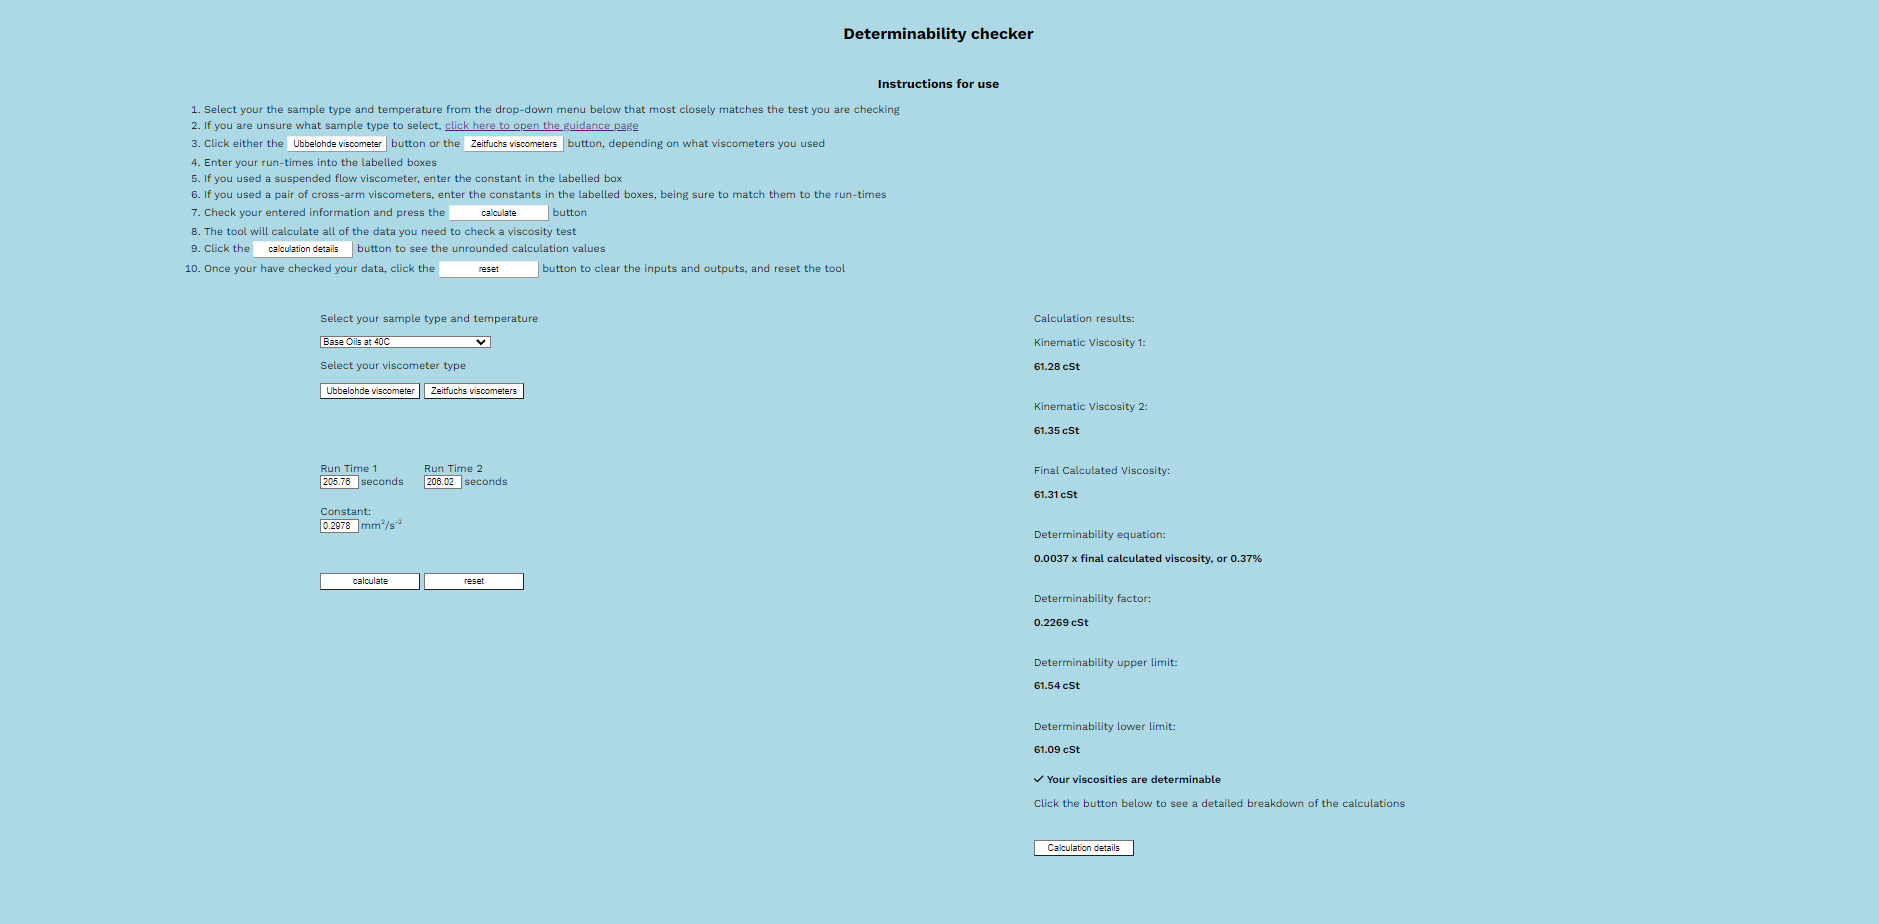 Determinability checker
Instructions for use
1. Select your the sample type and temperature from the drop-down menu below that most closely matches the test you are checking
2. If you are unsure what sample type to select, click here to open the guidance page
3. Click either the Ubbelohde viscometer button or the Zeitfuchs viscometers button, depending on what viscometers you used
4. Enter your run-times into the labelled boxes
5. If you used a suspended flow viscometer, enter the constant in the labelled box
6. If you used a pair of cross-arm viscometers, enter the constants in the labelled boxes, being sure to match them to the run-times
7. Check your entered information and press the calculate button
8. The tool will calculate all of the data you need to check a viscosity test
9. Click the calculation details button to see the unrounded calculation values
10. Once your have checked your data, click the reset button to clear the inputs and outputs, and reset the tool
Select your sample type and temperature
Base Oils at 40C
Select your viscometer type
Ubbelohde viscometer Zeitfuchs viscometers
Run Time 1 Run Time 2
205.76 seconds 206.02 seconds
Constant:
0.2978 mm²/s⁻²
calculate reset
Calculation results:
Kinematic Viscosity 1:
61.28 cSt
Kinematic Viscosity 2:
61.35 cSt
Final Calculated Viscosity:
61.31 cSt
Determinability equation:
0.0037 x final calculated viscosity, or 0.37%
Determinability factor:
0.2269 cSt
Determinability upper limit:
61.54 cSt
Determinability lower limit:
61.09 cSt
✓ Your viscosities are determinable
Click the button below to see a detailed breakdown of the calculations
Calculation details